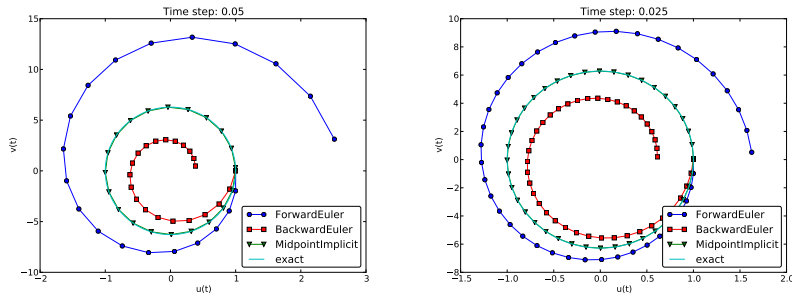 Time step: 0.05
15
10
5
0
−5
−10
v(t)
−2
−1
0
1
2
3
u(t)
ForwardEuler
BackwardEuler
MidpointImplicit
exact
Time step: 0.025
10
8
6
4
2
0
−2
−4
−6
−8
v(t)
−1.5
−1.0
−0.5
0.0
0.5
1.0
1.5
2.0
u(t)
ForwardEuler
BackwardEuler
MidpointImplicit
exact